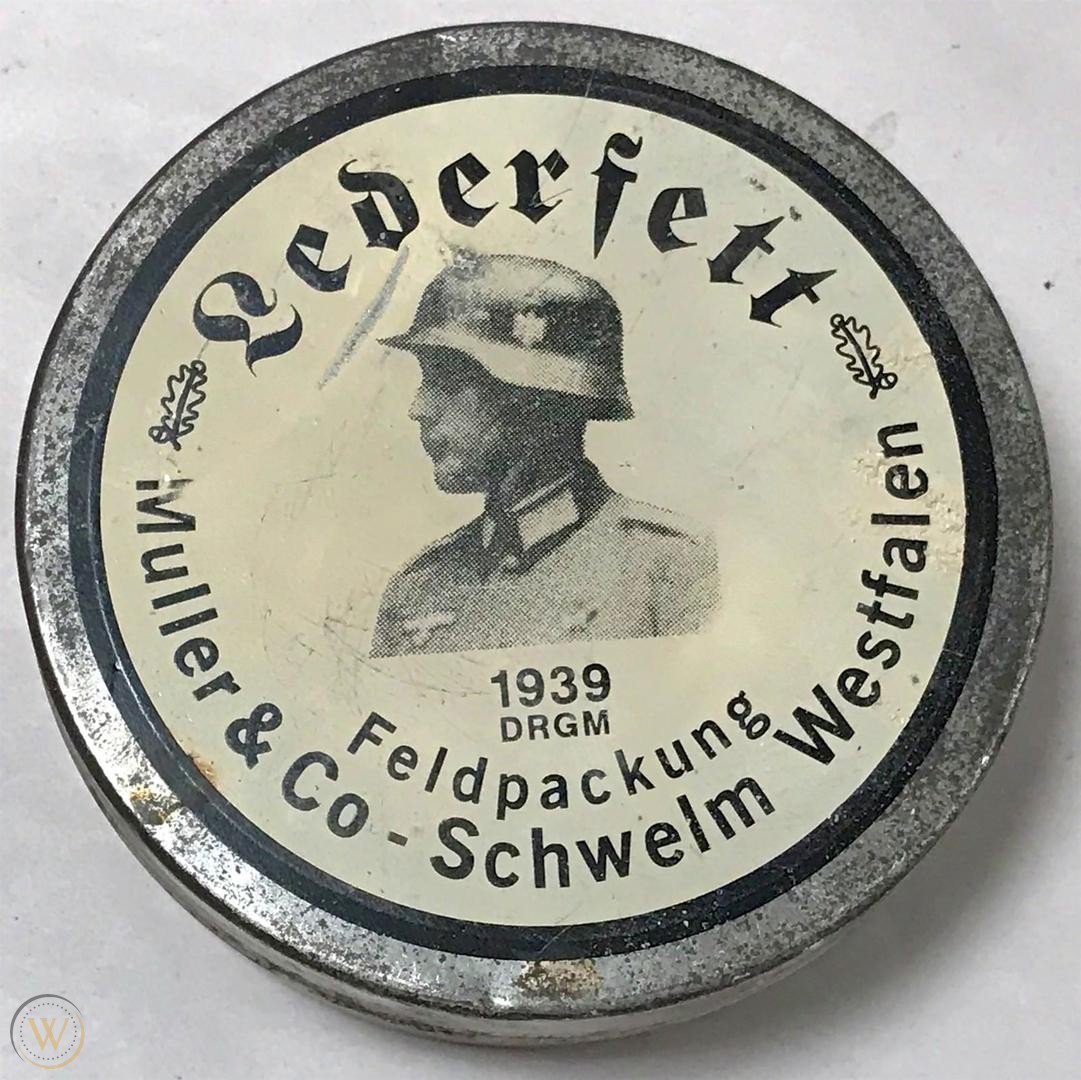 Lederfett
1939
DRGM
Feldpackung
Muller & Co - Schwelm Westfalen
W